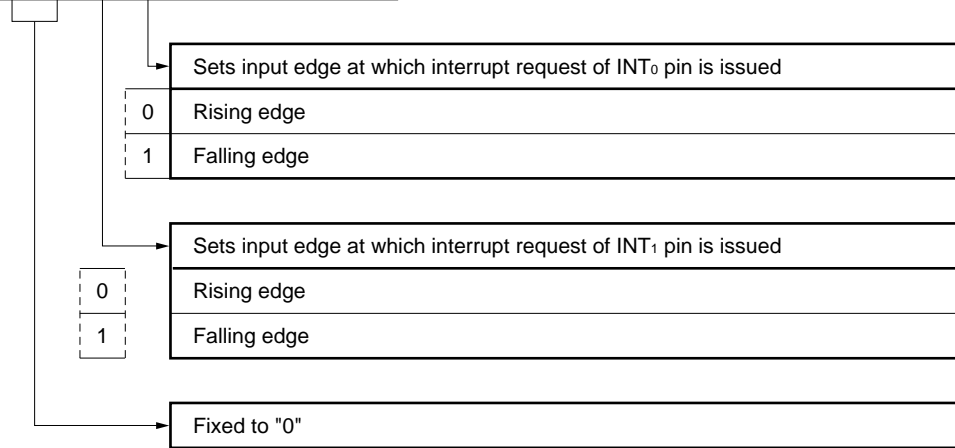 Sets input edge at which interrupt request of INT₀ pin is issued
0 Rising edge
1 Falling edge
Sets input edge at which interrupt request of INT₁ pin is issued
0 Rising edge
1 Falling edge
Fixed to "0"